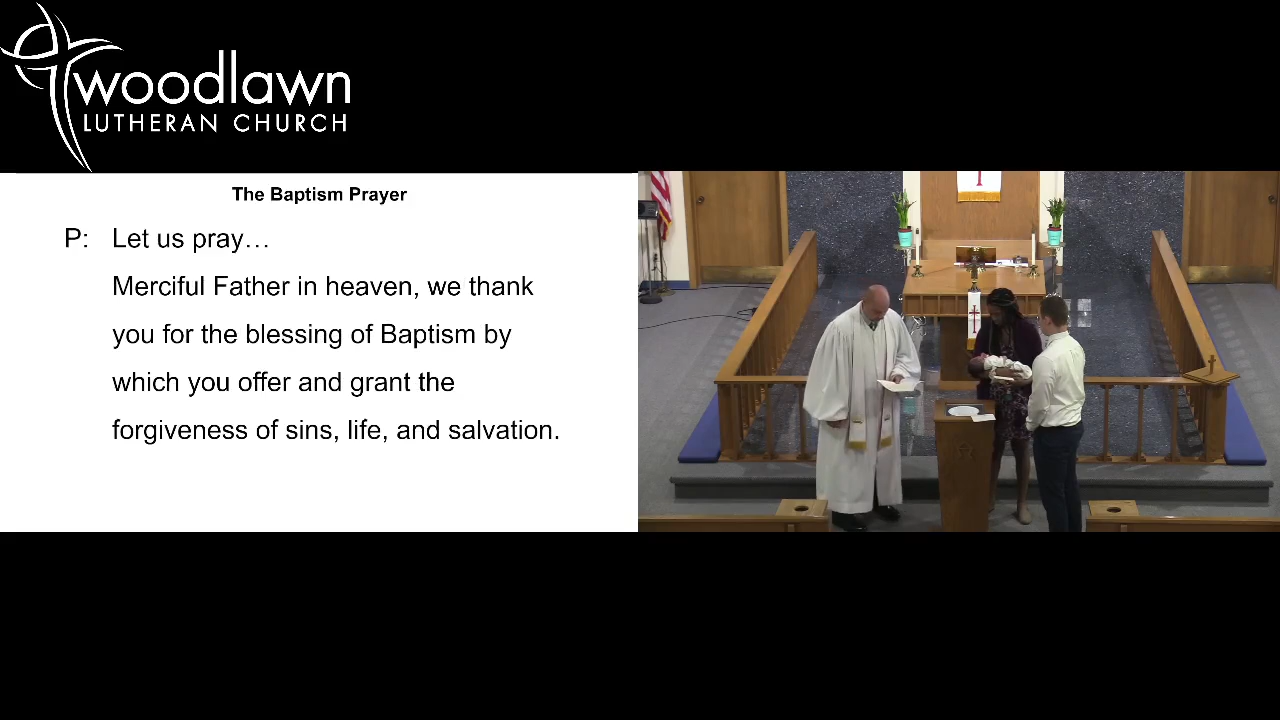 woodlawn
LUTHERAN CHURCH
The Baptism Prayer
P: Let us pray…
Merciful Father in heaven, we thank
you for the blessing of Baptism by
which you offer and grant the
forgiveness of sins, life, and salvation.